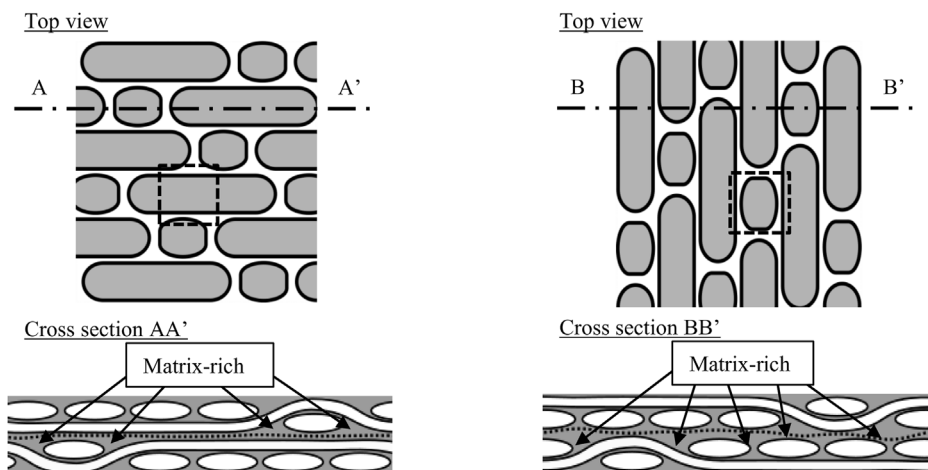 Top view
A A’
Cross section AA’
Matrix-rich
Top view
B B’
Cross section BB’
Matrix-rich